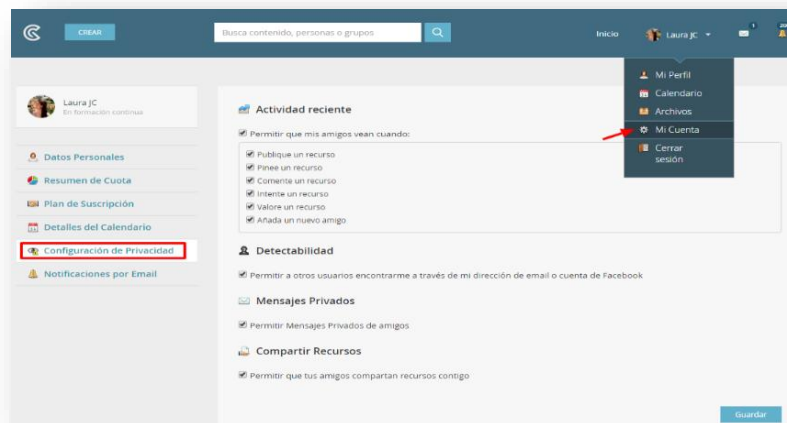 CREAR
Busca contenido, personas o grupos
Inicio
Laura JC
1
Mi Perfil
Calendario
Archivos
Mi Cuenta
Cerrar
sesión
Laura JC
En formación continua
Datos Personales
Resumen de Cuota
Plan de Suscripción
Detalles del Calendario
Configuración de Privacidad
Notificaciones por Email
Actividad reciente
Permitir que mis amigos vean cuando:
Publique un recurso
Pinee un recurso
Comente un recurso
Intente un recurso
Valore un recurso
Añada un nuevo amigo
Detectabilidad
Permitir a otros usuarios encontrarme a través de mi dirección de email o cuenta de Facebook
Mensajes Privados
Permitir Mensajes Privados de amigos
Compartir Recursos
Permitir que tus amigos compartan recursos contigo
Guardar